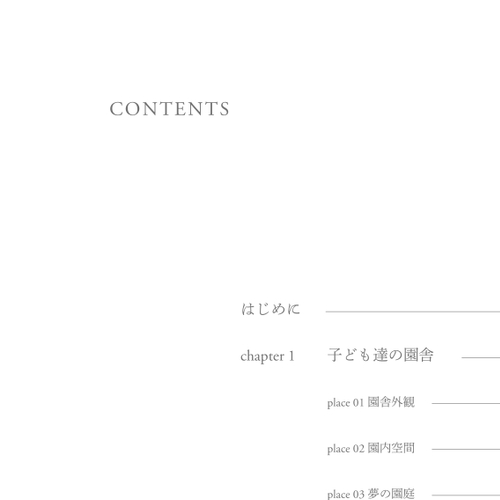 CONTENTS
はじめに
chapter 1 子ども達の園舎
place 01 園舎外観
place 02 園内空間
place 03 夢の園庭